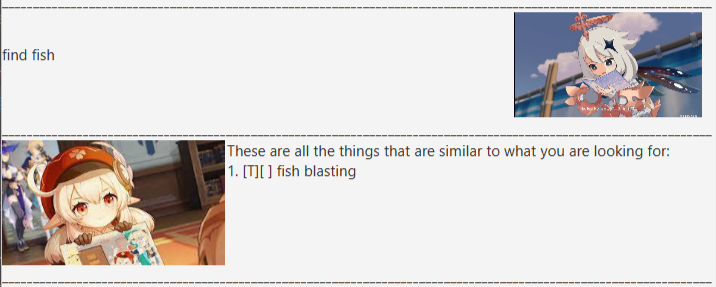 find fish
These are all the things that are similar to what you are looking for:
1. [T][ ] fish blasting